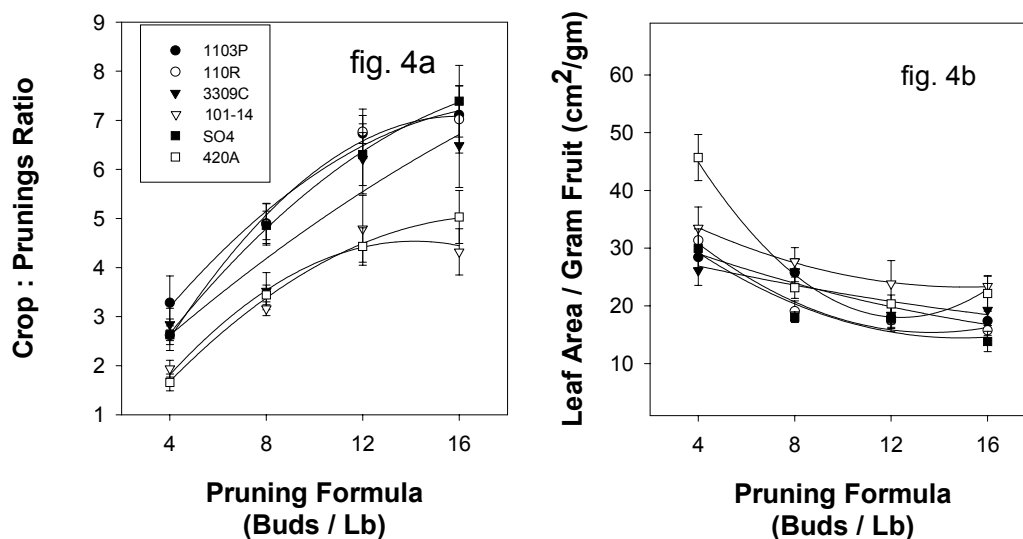 fig. 4a
Crop : Prunings Ratio
9
8
7
6
5
4
3
2
1
1103P
110R
3309C
101-14
SO4
420A
4 8 12 16
Pruning Formula
(Buds / Lb)
fig. 4b
Leaf Area / Gram Fruit (cm²/gm)
60
50
40
30
20
10
4 8 12 16
Pruning Formula
(Buds / Lb)